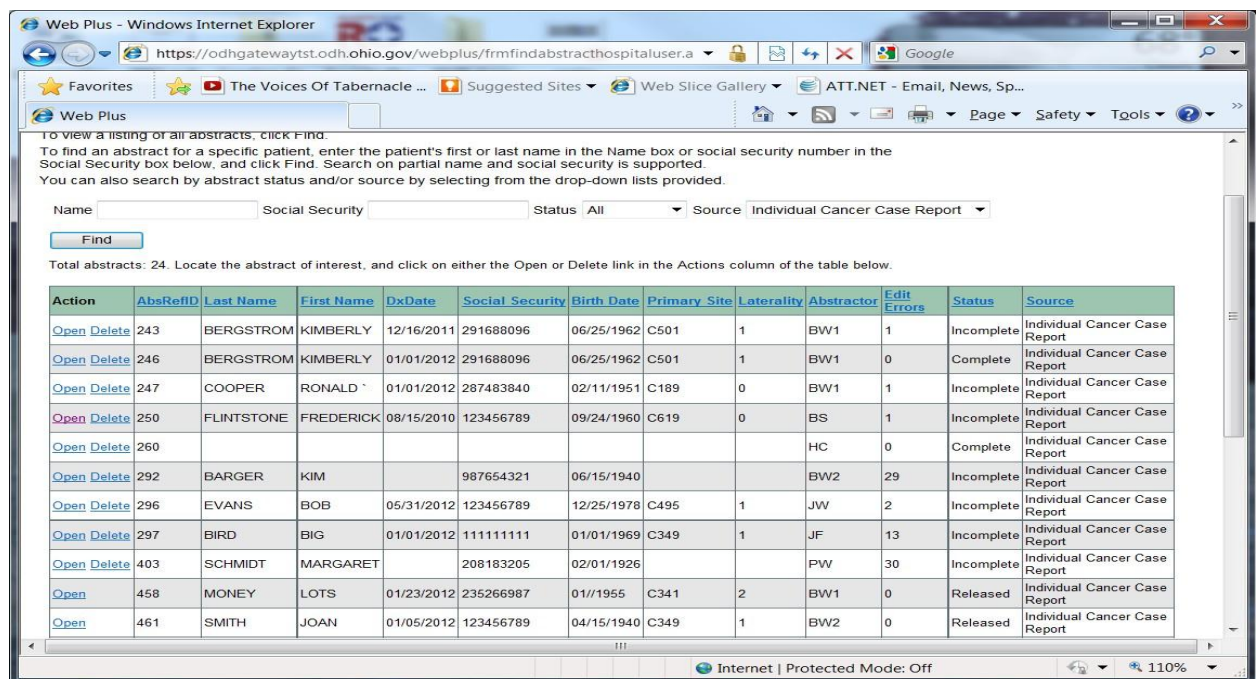 Web Plus - Windows Internet Explorer
https://odhgatewaytst.odh.ohio.gov/webplus/frmfindabstracthospitaluser.a Google
Favorites The Voices Of Tabernacle ... Suggested Sites Web Slice Gallery ATT.NET - Email, News, Sp...
Web Plus Page Safety Tools
To view a listing of all abstracts, click Find.
To find an abstract for a specific patient, enter the patient's first or last name in the Name box or social security number in the
Social Security box below, and click Find. Search on partial name and social security is supported.
You can also search by abstract status and/or source by selecting from the drop-down lists provided.
Name Social Security Status All Source Individual Cancer Case Report
Find
Total abstracts: 24. Locate the abstract of interest, and click on either the Open or Delete link in the Actions column of the table below.
Action AbsRefID Last Name First Name DxDate Social Security Birth Date Primary Site Laterality Abstractor Edit Errors Status Source
Open Delete 243 BERGSTROM KIMBERLY 12/16/2011 291688096 06/25/1962 C501 1 BW1 1 Incomplete Individual Cancer Case Report
Open Delete 246 BERGSTROM KIMBERLY 01/01/2012 291688096 06/25/1962 C501 1 BW1 0 Complete Individual Cancer Case Report
Open Delete 247 COOPER RONALD ` 01/01/2012 287483840 02/11/1951 C189 0 BW1 1 Incomplete Individual Cancer Case Report
Open Delete 250 FLINTSTONE FREDERICK 08/15/2010 123456789 09/24/1960 C619 0 BS 1 Incomplete Individual Cancer Case Report
Open Delete 260 HC 0 Complete Individual Cancer Case Report
Open Delete 292 BARGER KIM 987654321 06/15/1940 BW2 29 Incomplete Individual Cancer Case Report
Open Delete 296 EVANS BOB 05/31/2012 123456789 12/25/1978 C495 1 JW 2 Incomplete Individual Cancer Case Report
Open Delete 297 BIRD BIG 01/01/2012 111111111 01/01/1969 C349 1 JF 13 Incomplete Individual Cancer Case Report
Open Delete 403 SCHMIDT MARGARET 208183205 02/01/1926 PW 30 Incomplete Individual Cancer Case Report
Open 458 MONEY LOTS 01/23/2012 235266987 01//1955 C341 2 BW1 0 Released Individual Cancer Case Report
Open 461 SMITH JOAN 01/05/2012 123456789 04/15/1940 C349 1 BW2 0 Released Individual Cancer Case Report
Internet | Protected Mode: Off 110%